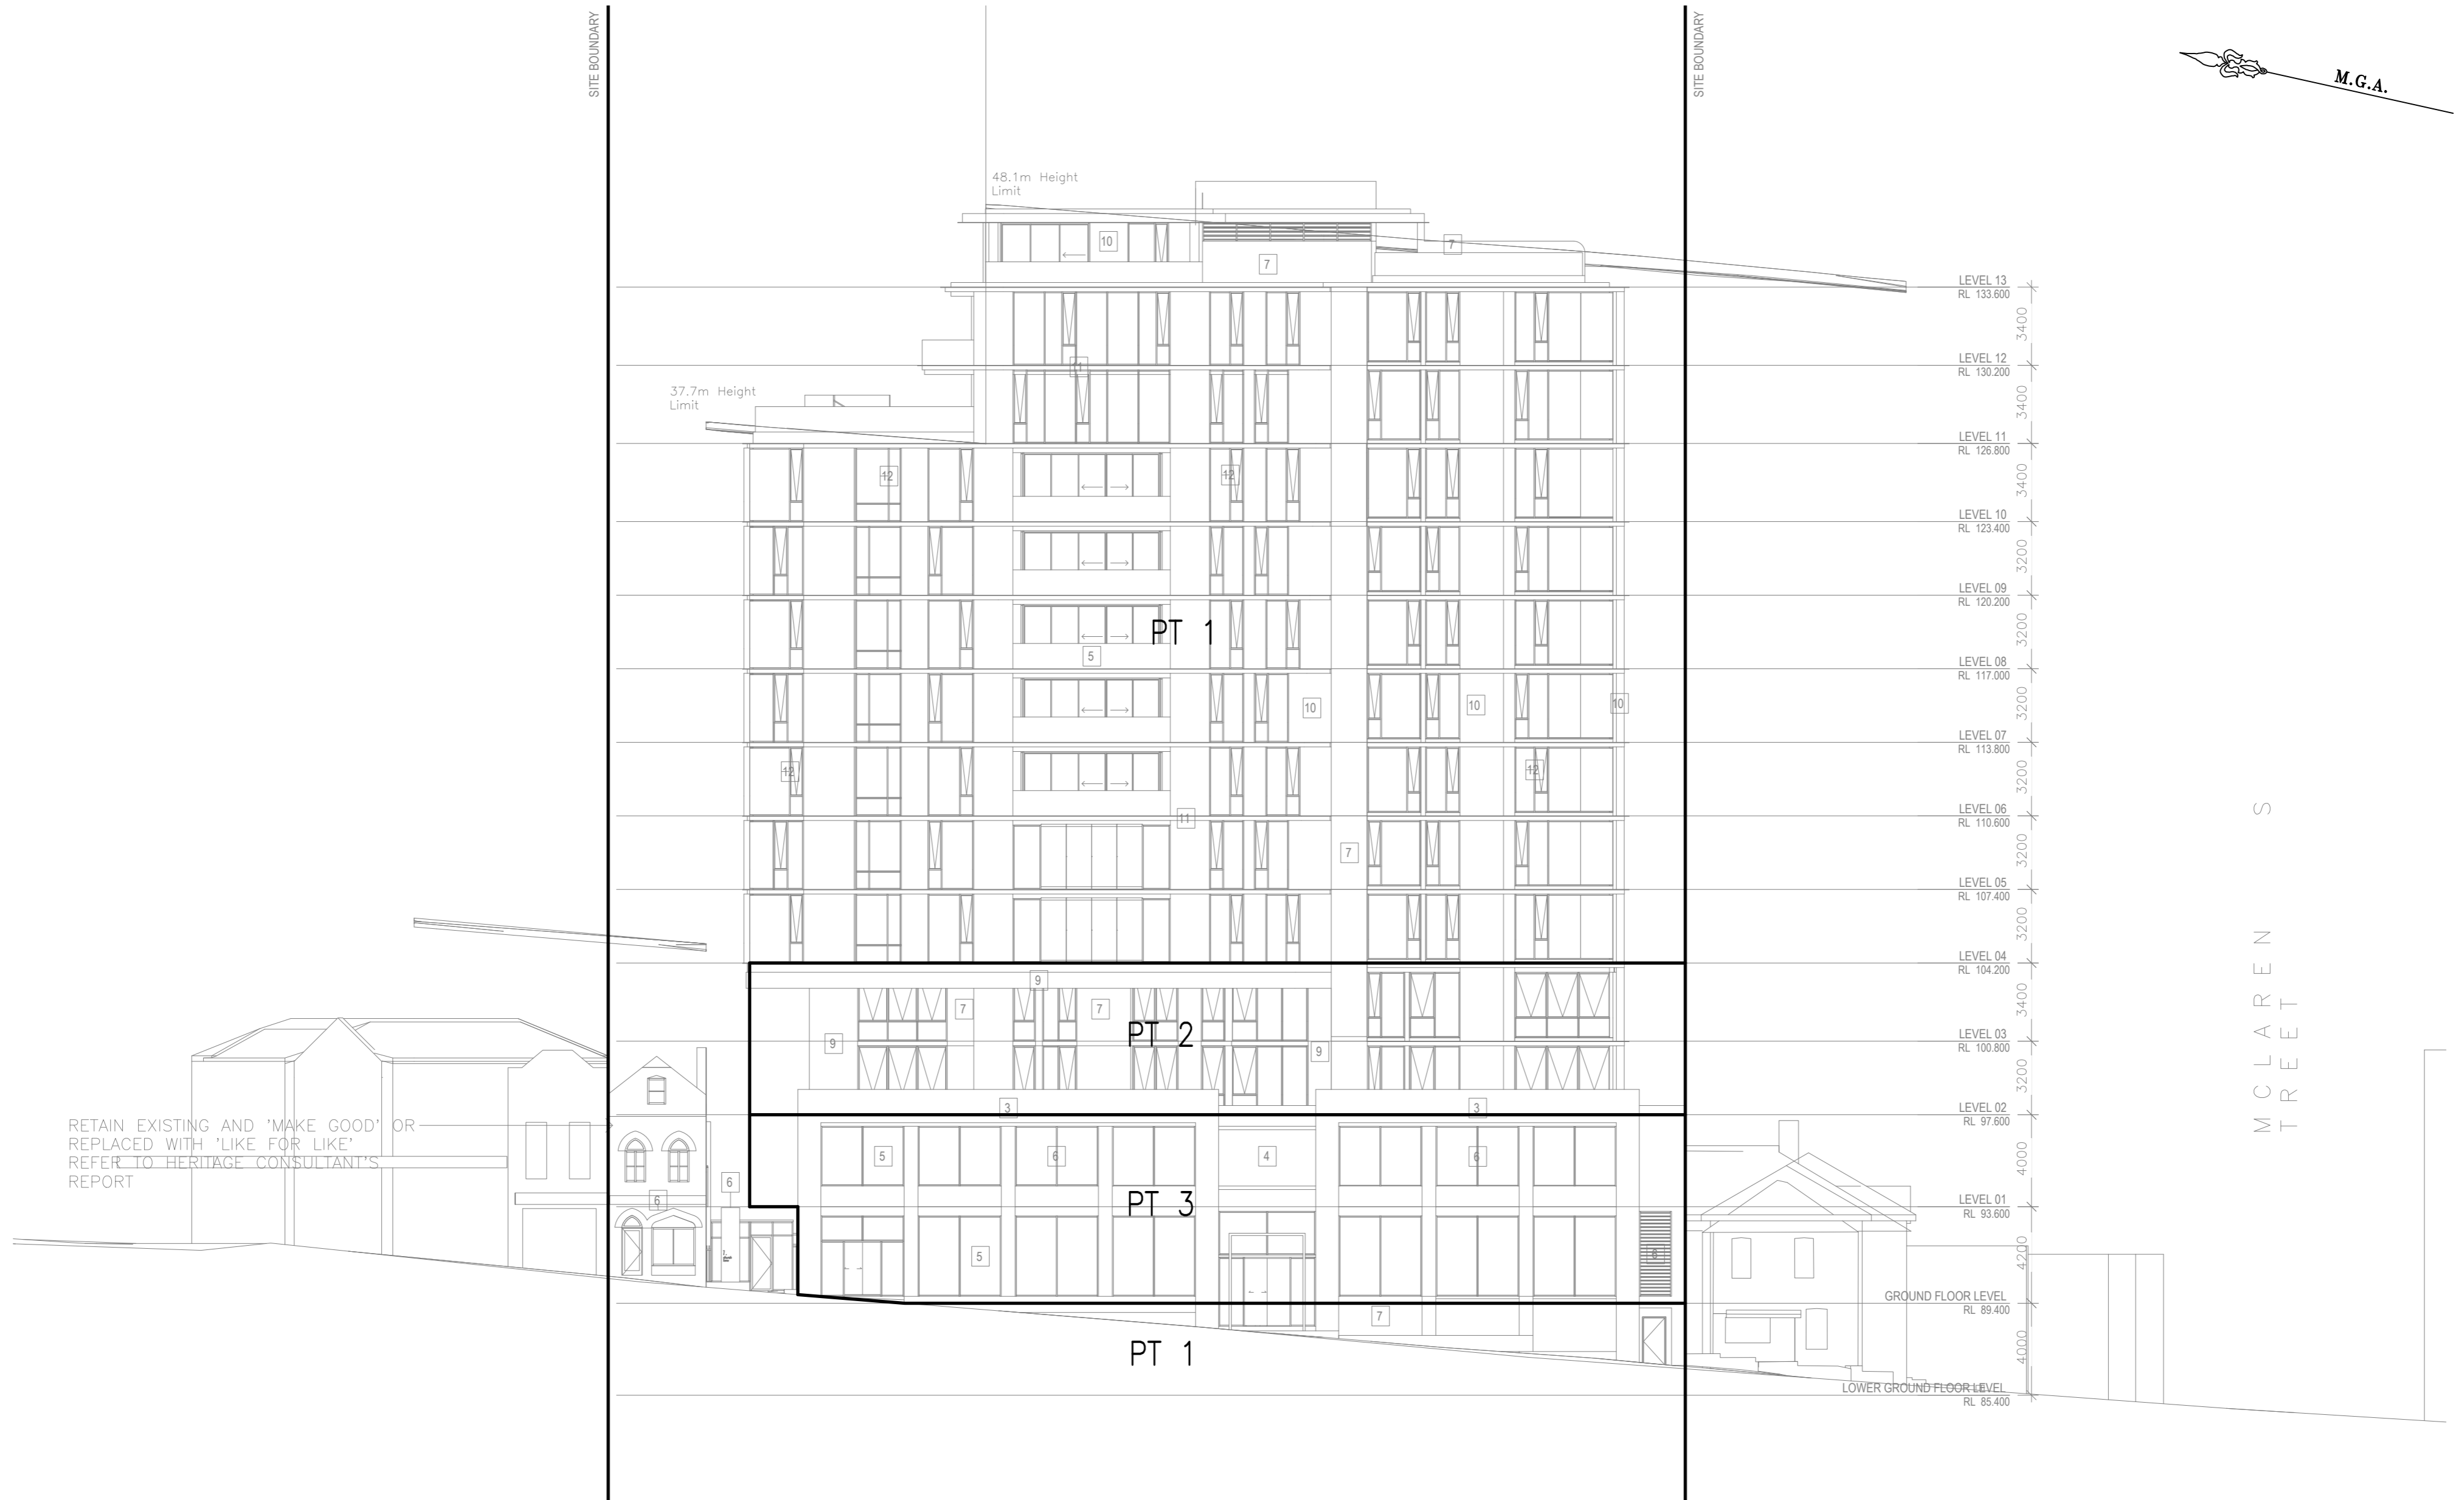 SITE BOUNDARY
SITE BOUNDARY
M.G.A.
48.1m Height
Limit
10
7
7
LEVEL 13
RL 133.600
3400
LEVEL 12
RL 130.200
11
37.7m Height
Limit
3400
LEVEL 11
RL 126.800
12
12
3400
LEVEL 10
RL 123.400
3200
LEVEL 09
RL 120.200
PT 1
5
3200
LEVEL 08
RL 117.000
10
10
10
3200
LEVEL 07
RL 113.800
12
12
3200
LEVEL 06
RL 110.600
11
7
3200
LEVEL 05
RL 107.400
3200
LEVEL 04
RL 104.200
9
7
7
PT 2
9
9
3400
LEVEL 03
RL 100.800
3200
3
3
LEVEL 02
RL 97.600
MCLAREN S
TREET
RETAIN EXISTING AND 'MAKE GOOD' OR
REPLACED WITH 'LIKE FOR LIKE'
REFER TO HERITAGE CONSULTANT'S
REPORT
5
6
4
6
4000
6
6
PT 3
LEVEL 01
RL 93.600
5
4200
GROUND FLOOR LEVEL
RL 89.400
7
PT 1
4000
LOWER GROUND FLOOR LEVEL
RL 85.400